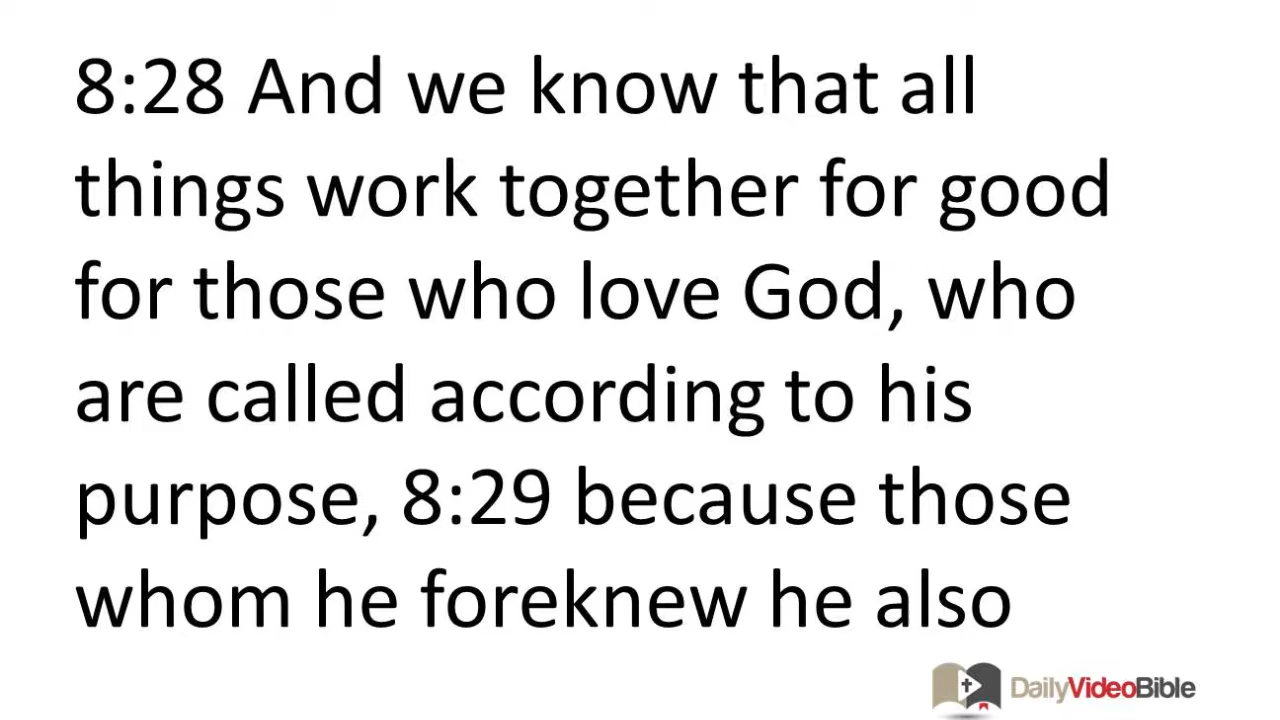 8:28 And we know that all
things work together for good
for those who love God, who
are called according to his
purpose, 8:29 because those
whom he foreknew he also
DailyVideoBible